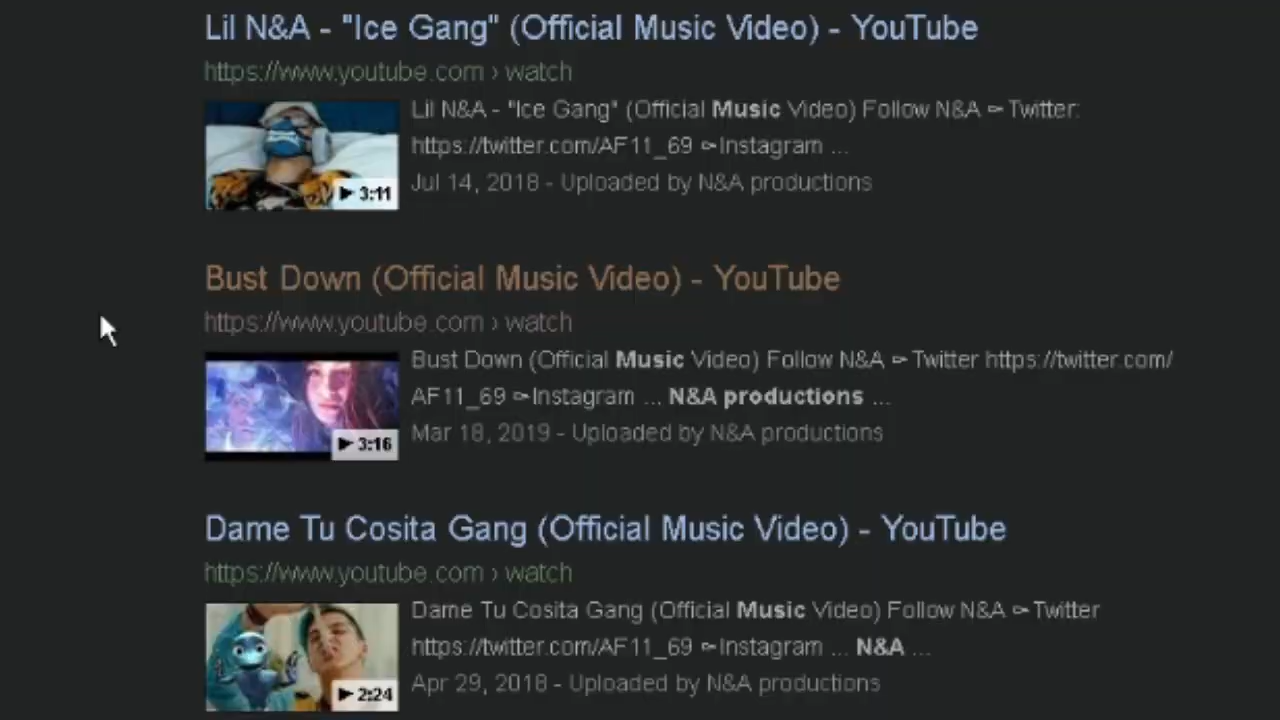 Lil N&A - "Ice Gang" (Official Music Video) - YouTube
https://www.youtube.com › watch
Lil N&A - "Ice Gang" (Official Music Video) Follow N&A ⌲ Twitter:
https://twitter.com/AF11_69 ⌲Instagram ...
3:11
Jul 14, 2018 - Uploaded by N&A productions
Bust Down (Official Music Video) - YouTube
https://www.youtube.com › watch
Bust Down (Official Music Video) Follow N&A ⌲ Twitter https://twitter.com/
AF11_69 ⌲Instagram ... N&A productions ...
3:16
Mar 18, 2019 - Uploaded by N&A productions
Dame Tu Cosita Gang (Official Music Video) - YouTube
https://www.youtube.com › watch
Dame Tu Cosita Gang (Official Music Video) Follow N&A ⌲ Twitter
https://twitter.com/AF11_69 ⌲Instagram ... N&A ...
2:24
Apr 29, 2018 - Uploaded by N&A productions